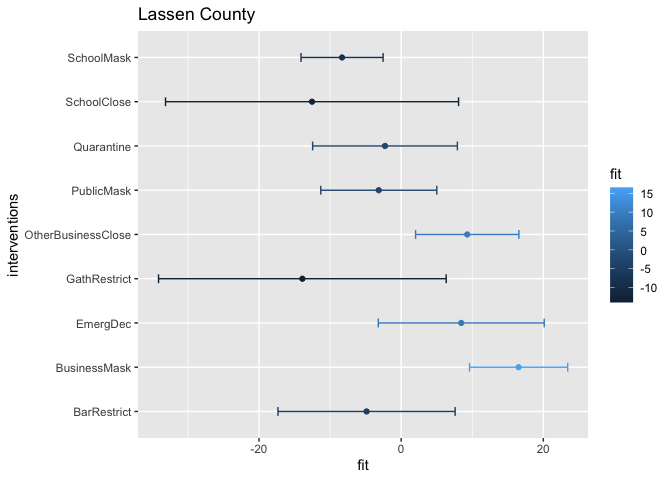 Lassen County
interventions
SchoolMask
SchoolClose
Quarantine
PublicMask
OtherBusinessClose
GathRestrict
EmergDec
BusinessMask
BarRestrict
-20
0
20
fit
fit
15
10
5
0
-5
-10